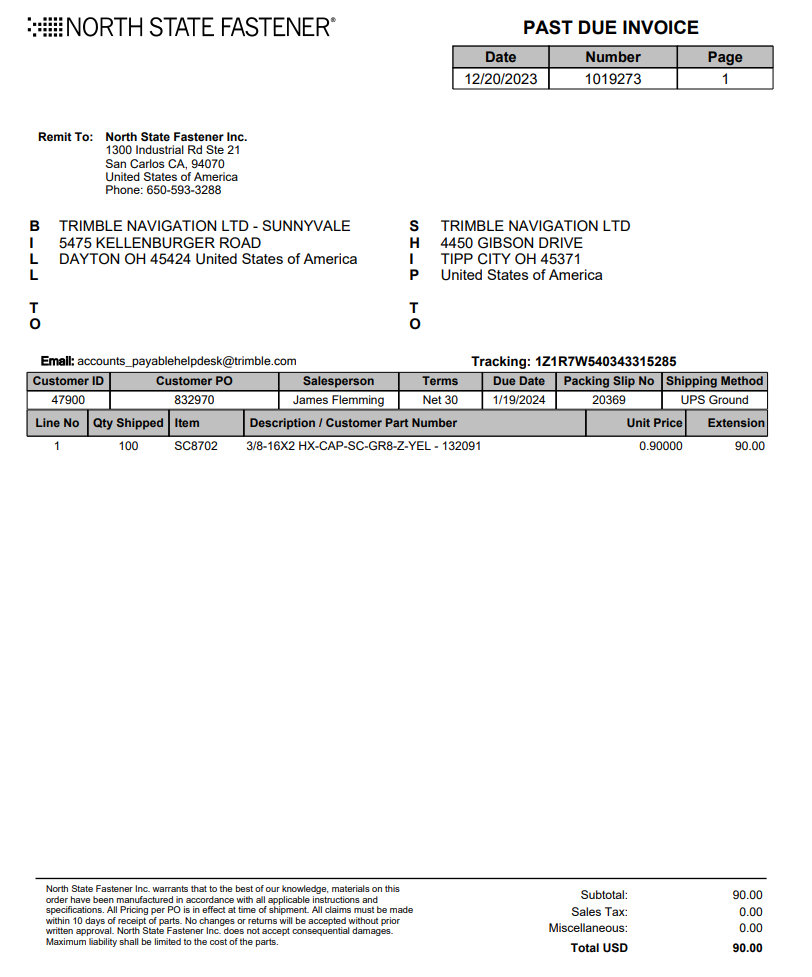 NORTH STATE FASTENER®
PAST DUE INVOICE
Date Number Page
12/20/2023 1019273 1
Remit To: North State Fastener Inc.
1300 Industrial Rd Ste 21
San Carlos CA, 94070
United States of America
Phone: 650-593-3288
BILL TO
TRIMBLE NAVIGATION LTD - SUNNYVALE
5475 KELLENBURGER ROAD
DAYTON OH 45424 United States of America
SHIP TO
TRIMBLE NAVIGATION LTD
4450 GIBSON DRIVE
TIPP CITY OH 45371
United States of America
Email: accounts_payablehelpdesk@trimble.com
Tracking: 1Z1R7W540343315285
Customer ID Customer PO Salesperson Terms Due Date Packing Slip No Shipping Method
47900 832970 James Flemming Net 30 1/19/2024 20369 UPS Ground
Line No Qty Shipped Item Description / Customer Part Number Unit Price Extension
1 100 SC8702 3/8-16X2 HX-CAP-SC-GR8-Z-YEL - 132091 0.90000 90.00
North State Fastener Inc. warrants that to the best of our knowledge, materials on this
order have been manufactured in accordance with all applicable instructions and
specifications. All Pricing per PO is in effect at time of shipment. All claims must be made
within 10 days of receipt of parts. No changes or returns will be accepted without prior
written approval. North State Fastener Inc. does not accept consequential damages.
Maximum liability shall be limited to the cost of the parts.
Subtotal: 90.00
Sales Tax: 0.00
Miscellaneous: 0.00
Total USD 90.00